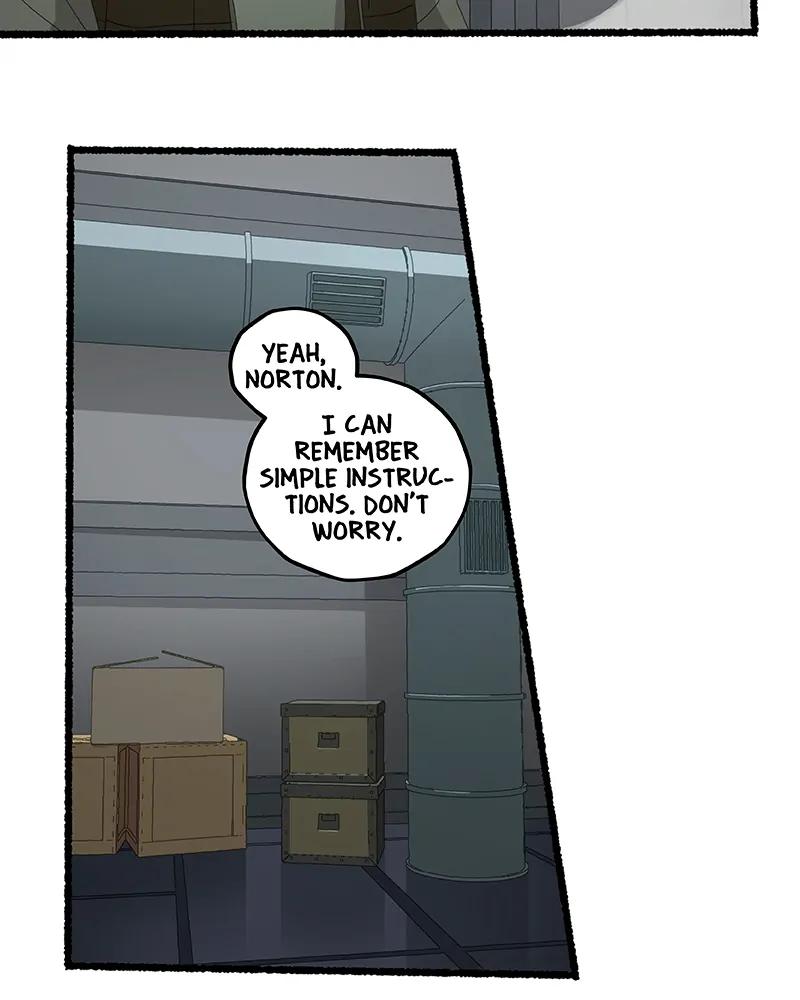 YEAH,
NORTON.
I CAN
REMEMBER
SIMPLE INSTRUC-
TIONS. DON'T
WORRY.